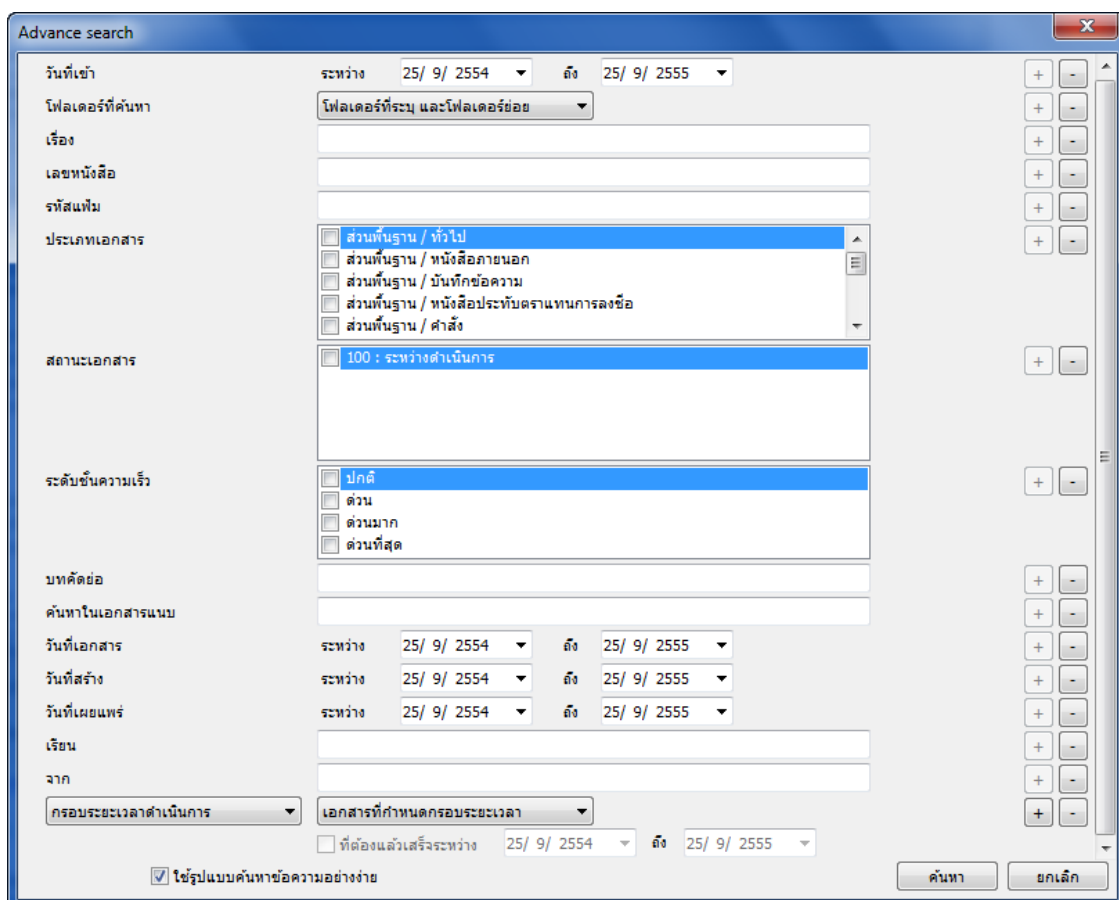 Advance search
วันที่เข้า ระหว่าง 25/ 9/ 2554 ถึง 25/ 9/ 2555 + -
โฟลเดอร์ที่ค้นหา โฟลเดอร์ที่ระบุ และโฟลเดอร์ย่อย + -
เรื่อง + -
เลขหนังสือ + -
รหัสแฟ้ม + -
ประเภทเอกสาร ส่วนพื้นฐาน / ทั่วไป + -
ส่วนพื้นฐาน / หนังสือภายนอก
ส่วนพื้นฐาน / บันทึกข้อความ
ส่วนพื้นฐาน / หนังสือประทับตราแทนการลงชื่อ
ส่วนพื้นฐาน / คำสั่ง
สถานะเอกสาร 100 : ระหว่างดำเนินการ + -
ระดับชั้นความเร็ว ปกติ + -
ด่วน
ด่วนมาก
ด่วนที่สุด
บทคัดย่อ + -
ค้นหาในเอกสารแนบ + -
วันที่เอกสาร ระหว่าง 25/ 9/ 2554 ถึง 25/ 9/ 2555 + -
วันที่สร้าง ระหว่าง 25/ 9/ 2554 ถึง 25/ 9/ 2555 + -
วันที่เผยแพร่ ระหว่าง 25/ 9/ 2554 ถึง 25/ 9/ 2555 + -
เรียน + -
จาก + -
กรอบระยะเวลาดำเนินการ เอกสารที่กำหนดกรอบระยะเวลา + -
ที่ต้องแล้วเสร็จระหว่าง 25/ 9/ 2554 ถึง 25/ 9/ 2555
ใช้รูปแบบค้นหาข้อความอย่างง่าย ค้นหา ยกเลิก